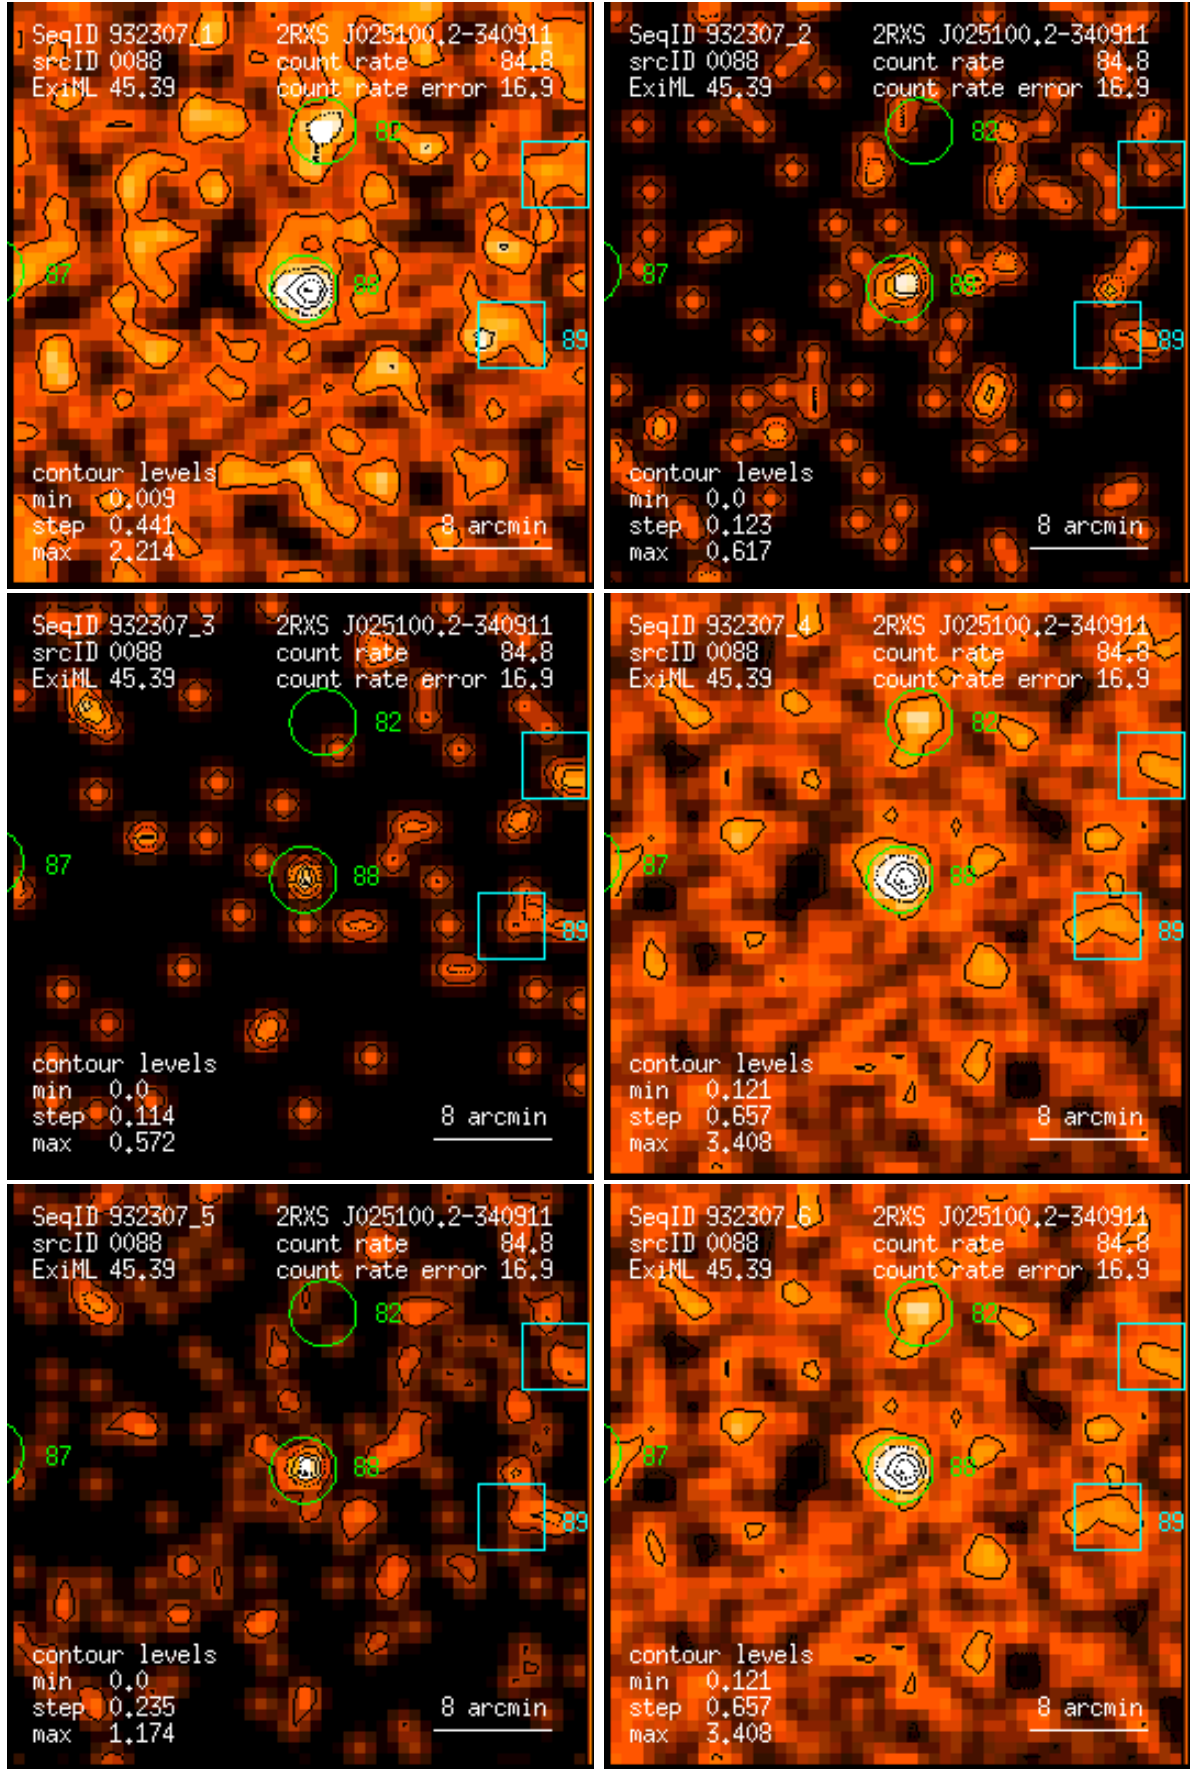 SeqID 932307_1 2RXS J025100.2-340911
srcID 0088 count rate 84.8
ExiML 45.39 count rate error 16.9
82
87
88
89
contour levels
min 0.009
step 0.441
max 2.214
8 arcmin
SeqID 932307_2 2RXS J025100.2-340911
srcID 0088 count rate 84.8
ExiML 45.39 count rate error 16.9
82
87
88
89
contour levels
min 0.0
step 0.123
max 0.617
8 arcmin
SeqID 932307_3 2RXS J025100.2-340911
srcID 0088 count rate 84.8
ExiML 45.39 count rate error 16.9
82
87
88
89
contour levels
min 0.0
step 0.114
max 0.572
8 arcmin
SeqID 932307_4 2RXS J025100.2-340911
srcID 0088 count rate 84.8
ExiML 45.39 count rate error 16.9
82
87
88
89
contour levels
min 0.121
step 0.657
max 3.408
8 arcmin
SeqID 932307_5 2RXS J025100.2-340911
srcID 0088 count rate 84.8
ExiML 45.39 count rate error 16.9
82
87
88
89
contour levels
min 0.0
step 0.235
max 1.174
8 arcmin
SeqID 932307_6 2RXS J025100.2-340911
srcID 0088 count rate 84.8
ExiML 45.39 count rate error 16.9
82
87
88
89
contour levels
min 0.121
step 0.657
max 3.408
8 arcmin